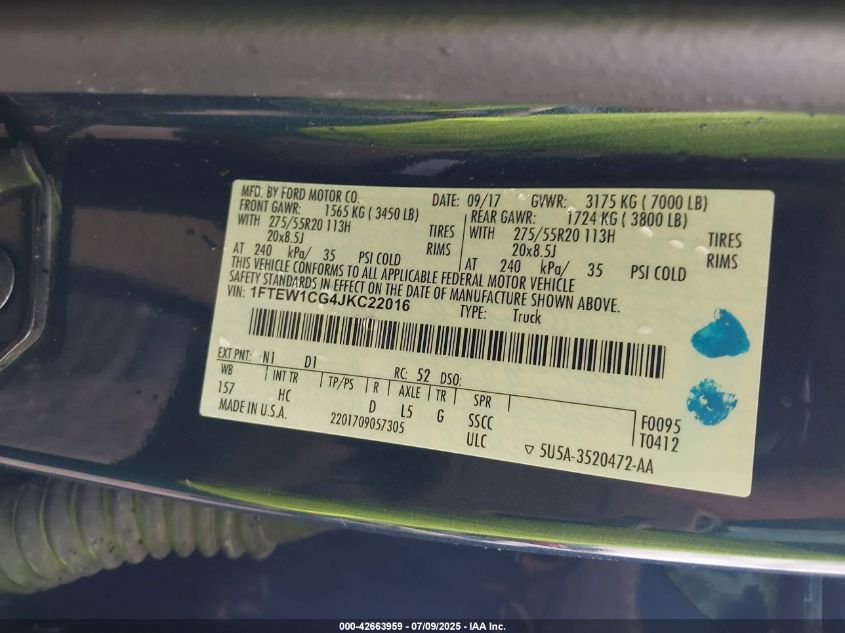 MFD. BY FORD MOTOR CO. DATE: 09/17 GVWR: 3175 KG ( 7000 LB)
FRONT GAWR: 1565 KG ( 3450 LB) REAR GAWR: 1724 KG ( 3800 LB)
WITH 275/55R20 113H TIRES WITH 275/55R20 113H TIRES
20x8.5J RIMS 20x8.5J RIMS
AT 240 kPa/ 35 PSI COLD AT 240 kPa/ 35 PSI COLD
THIS VEHICLE CONFORMS TO ALL APPLICABLE FEDERAL MOTOR VEHICLE
SAFETY STANDARDS IN EFFECT ON THE DATE OF MANUFACTURE SHOWN ABOVE.
VIN: 1FTEW1CG4JKC22016 TYPE: Truck
EXT PNT: N1 D1 RC: 52 DSO:
WB INT TR TP/PS R AXLE TR SPR
157 HC D L5 G SSCC F0095
ULC T0412
MADE IN U.S.A. 2201709057305 ▽ 5U5A-3520472-AA
000-42663959 - 07/09/2025 - IAA Inc.